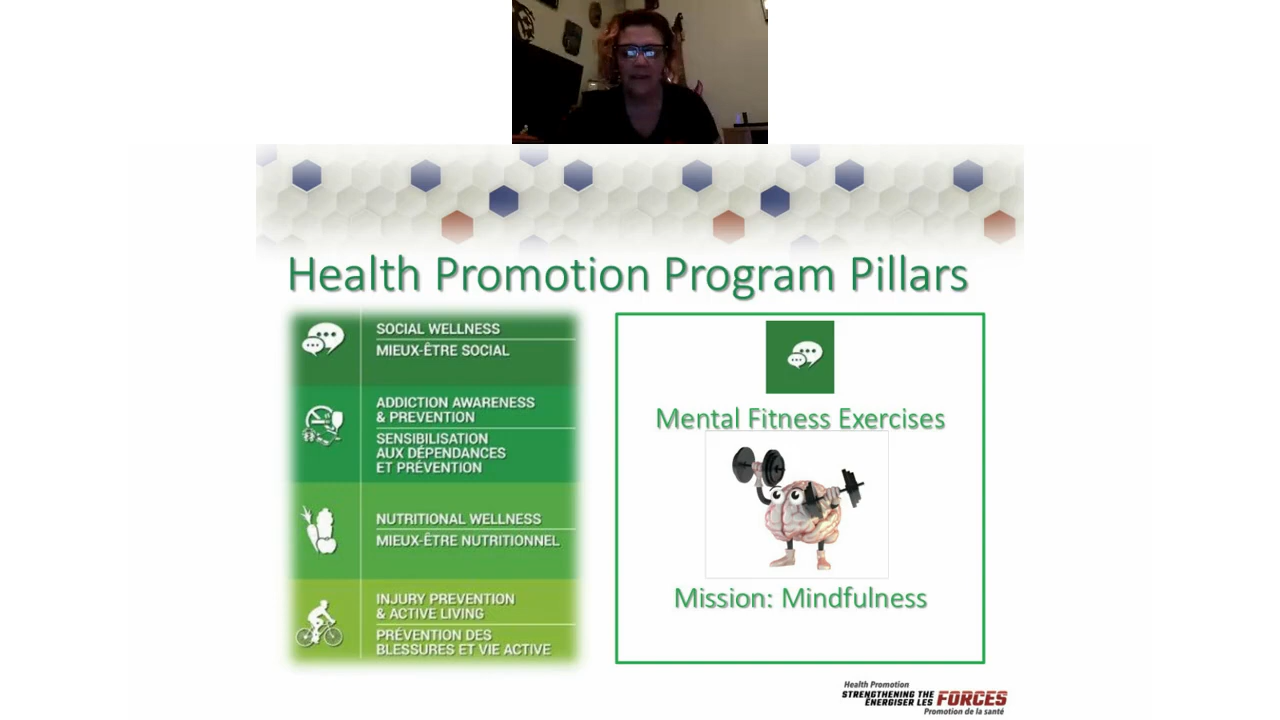 Health Promotion Program Pillars
SOCIAL WELLNESS
MIEUX-ÊTRE SOCIAL
ADDICTION AWARENESS
& PREVENTION
SENSIBILISATION
AUX DÉPENDANCES
ET PRÉVENTION
NUTRITIONAL WELLNESS
MIEUX-ÊTRE NUTRITIONNEL
INJURY PREVENTION
& ACTIVE LIVING
PRÉVENTION DES
BLESSURES ET VIE ACTIVE
Mental Fitness Exercises
Mission: Mindfulness
Health Promotion
STRENGTHENING THE
ÉNERGISER LES FORCES
Promotion de la santé